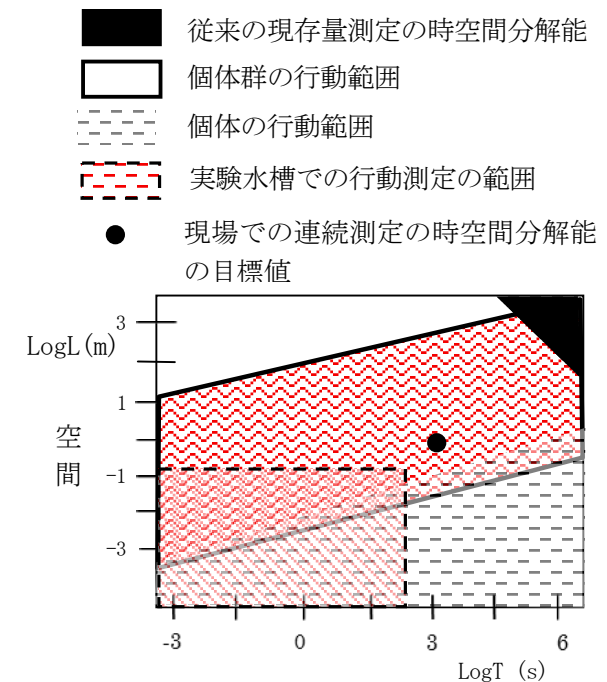 従来の現存量測定の時空間分解能
個体群の行動範囲
個体の行動範囲
実験水槽での行動測定の範囲
現場での連続測定の時空間分解能
の目標値
3
LogL(m)
1
空
間
-1
-3
-3 0 3 6
LogT (s)